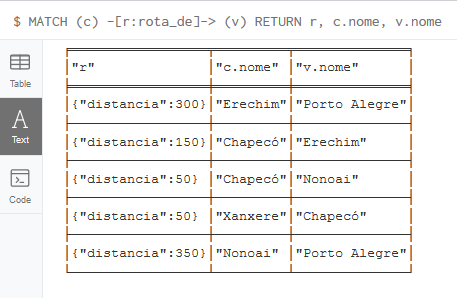 $ MATCH (c) -[r:rota_de]-> (v) RETURN r, c.nome, v.nome
Table
Text
Code
"r" "c.nome" "v.nome"
{"distancia":300} "Erechim" "Porto Alegre"
{"distancia":150} "Chapecó" "Erechim"
{"distancia":50} "Chapecó" "Nonoai"
{"distancia":50} "Xanxere" "Chapecó"
{"distancia":350} "Nonoai" "Porto Alegre"